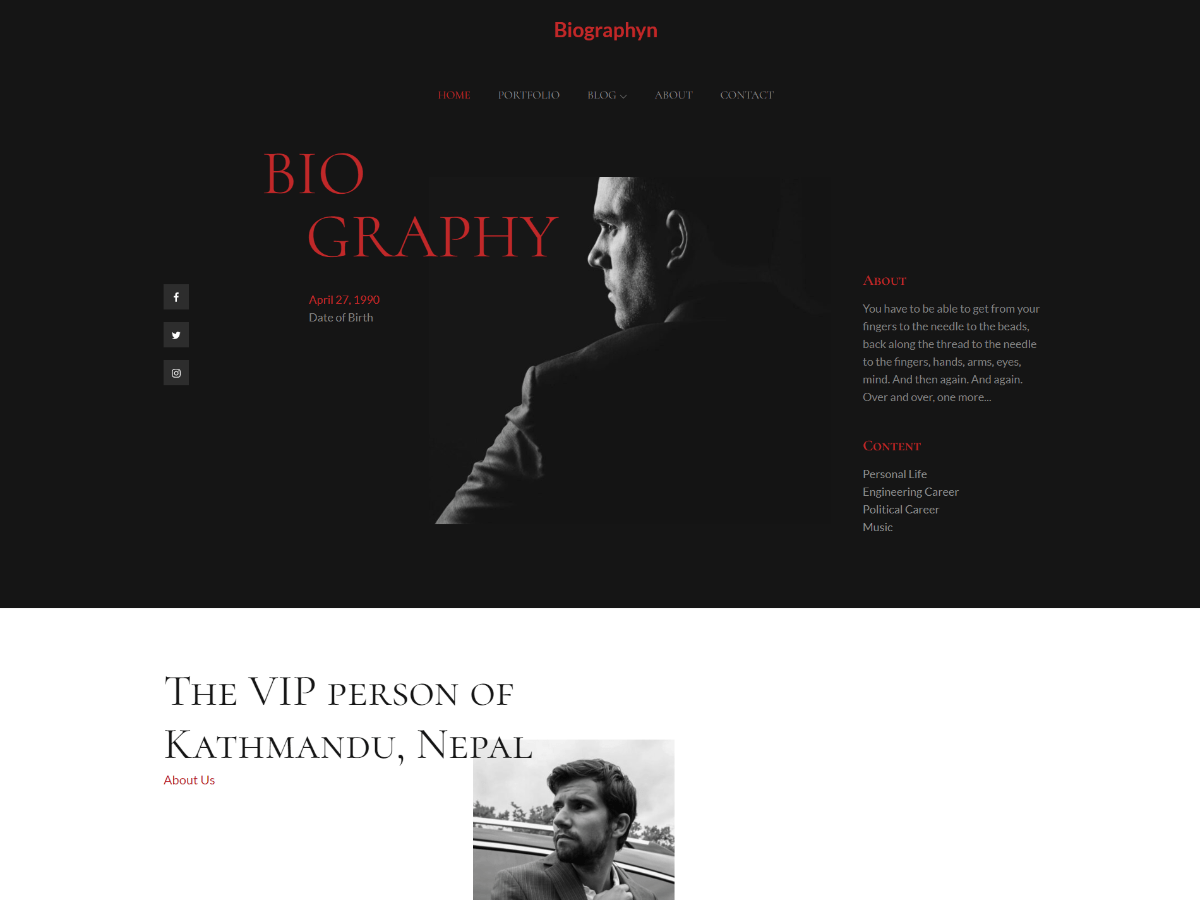 Biographyn
HOME PORTFOLIO BLOG ABOUT CONTACT
BIO
GRAPHY
April 27, 1990
Date of Birth
About
You have to be able to get from your
fingers to the needle to the beads,
back along the thread to the needle
to the fingers, hands, arms, eyes,
mind. And then again. And again.
Over and over, one more...
Content
Personal Life
Engineering Career
Political Career
Music
The VIP person of
Kathmandu, Nepal
About Us